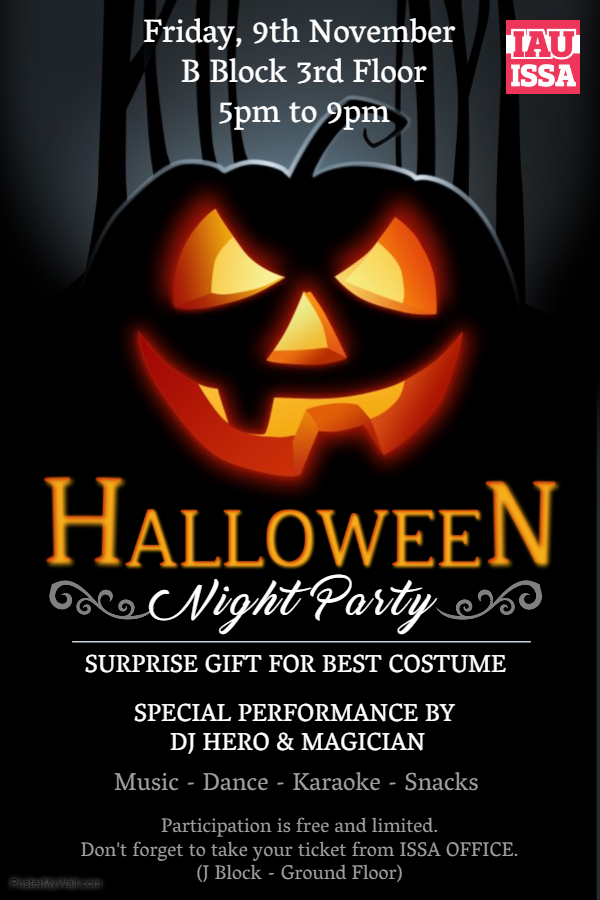 Friday, 9th November
B Block 3rd Floor
5pm to 9pm
IAU
ISSA
HALLOWEEN
Night Party
SURPRISE GIFT FOR BEST COSTUME
SPECIAL PERFORMANCE BY
DJ HERO & MAGICIAN
Music - Dance - Karaoke - Snacks
Participation is free and limited.
Don't forget to take your ticket from ISSA OFFICE.
(J Block - Ground Floor)
PosterMyWall.com